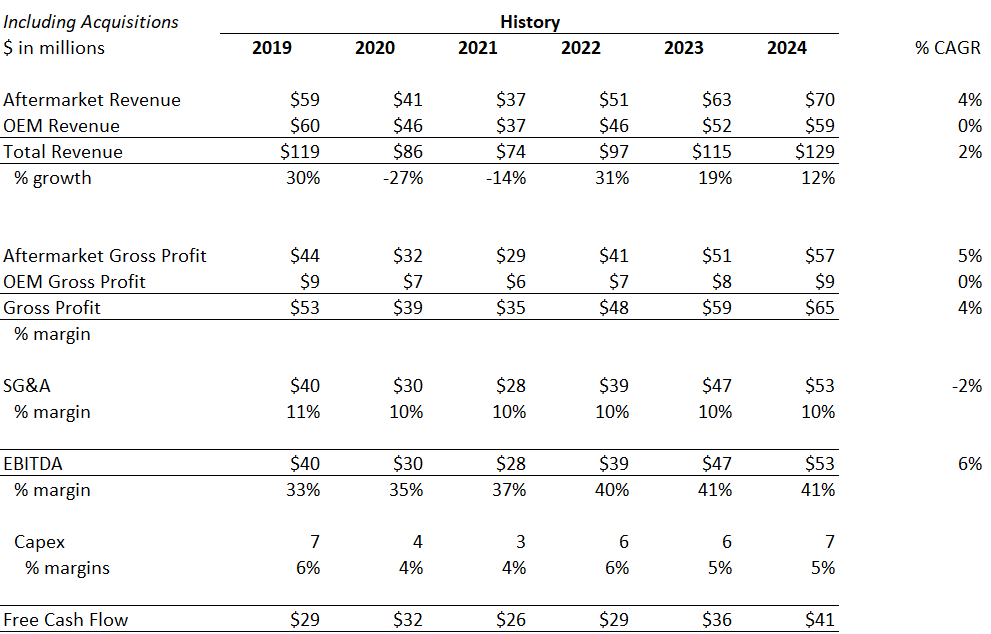 Including Acquisitions History
$ in millions 2019 2020 2021 2022 2023 2024 % CAGR
Aftermarket Revenue $59 $41 $37 $51 $63 $70 4%
OEM Revenue $60 $46 $37 $46 $52 $59 0%
Total Revenue $119 $86 $74 $97 $115 $129 2%
% growth 30% -27% -14% 31% 19% 12%
Aftermarket Gross Profit $44 $32 $29 $41 $51 $57 5%
OEM Gross Profit $9 $7 $6 $7 $8 $9 0%
Gross Profit $53 $39 $35 $48 $59 $65 4%
% margin
SG&A $40 $30 $28 $39 $47 $53 -2%
% margin 11% 10% 10% 10% 10% 10%
EBITDA $40 $30 $28 $39 $47 $53 6%
% margin 33% 35% 37% 40% 41% 41%
Capex 7 4 3 6 6 7
% margins 6% 4% 4% 6% 5% 5%
Free Cash Flow $29 $32 $26 $29 $36 $41